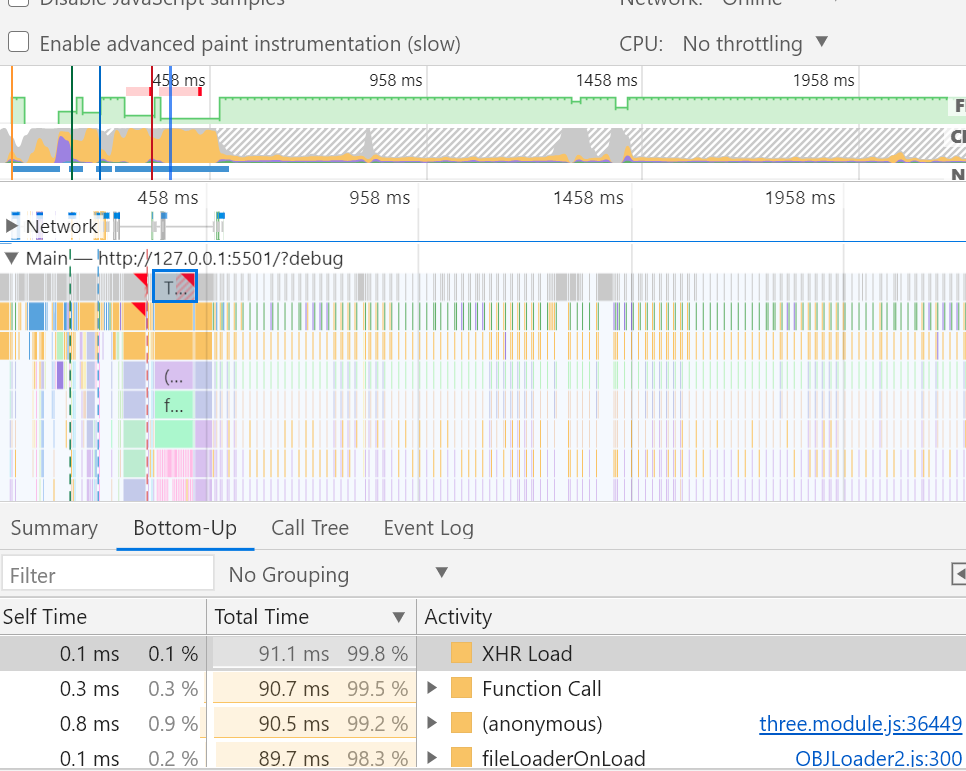 Disable JavaScript samples Network: Online
Enable advanced paint instrumentation (slow) CPU: No throttling ▼
458 ms 958 ms 1458 ms 1958 ms
F
N
458 ms 958 ms 1458 ms 1958 ms
▶ Network
▼ Main — http://127.0.0.1:5501/?debug
T...
(...
f...
Summary Bottom-Up Call Tree Event Log
Filter No Grouping ▼
Self Time Total Time ▼ Activity
0.1 ms 0.1 % 91.1 ms 99.8 % XHR Load
0.3 ms 0.3 % 90.7 ms 99.5 % ▶ Function Call
0.8 ms 0.9 % 90.5 ms 99.2 % ▶ (anonymous) three.module.js:36449
0.1 ms 0.2 % 89.7 ms 98.3 % ▶ fileLoaderOnLoad OBJLoader2.js:300